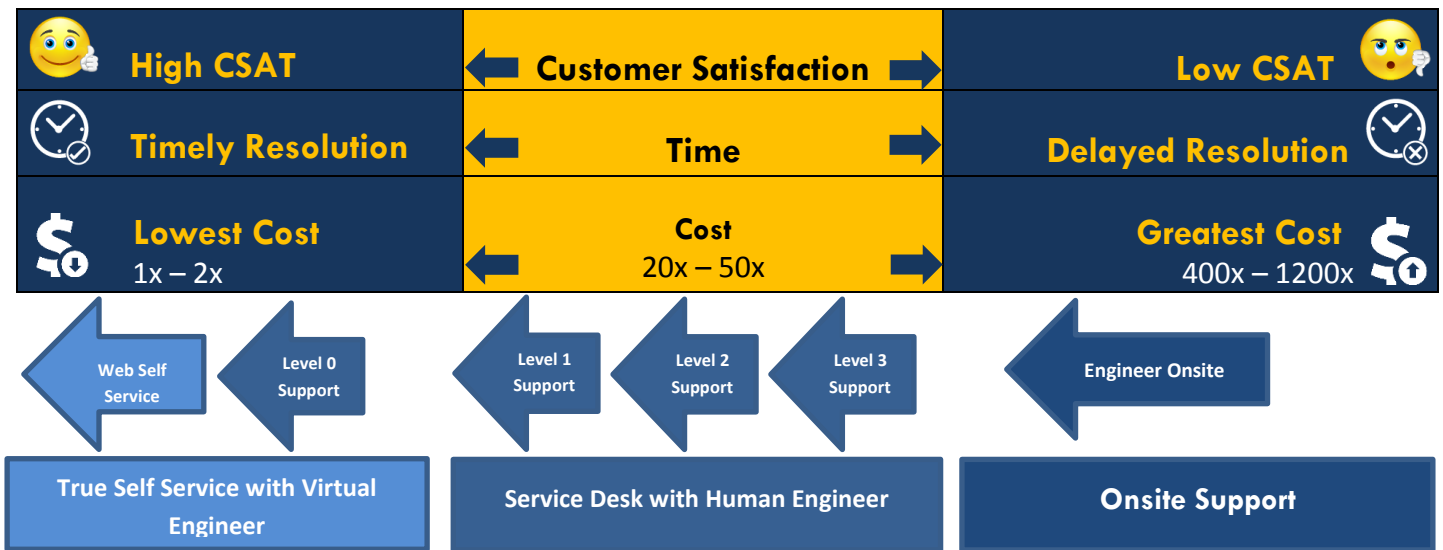 High CSAT
Customer Satisfaction
Low CSAT
Timely Resolution
Time
Delayed Resolution
Lowest Cost
1x – 2x
Cost
20x – 50x
Greatest Cost
400x – 1200x
Web Self
Service
Level 0
Support
Level 1
Support
Level 2
Support
Level 3
Support
Engineer Onsite
True Self Service with Virtual
Engineer
Service Desk with Human Engineer
Onsite Support